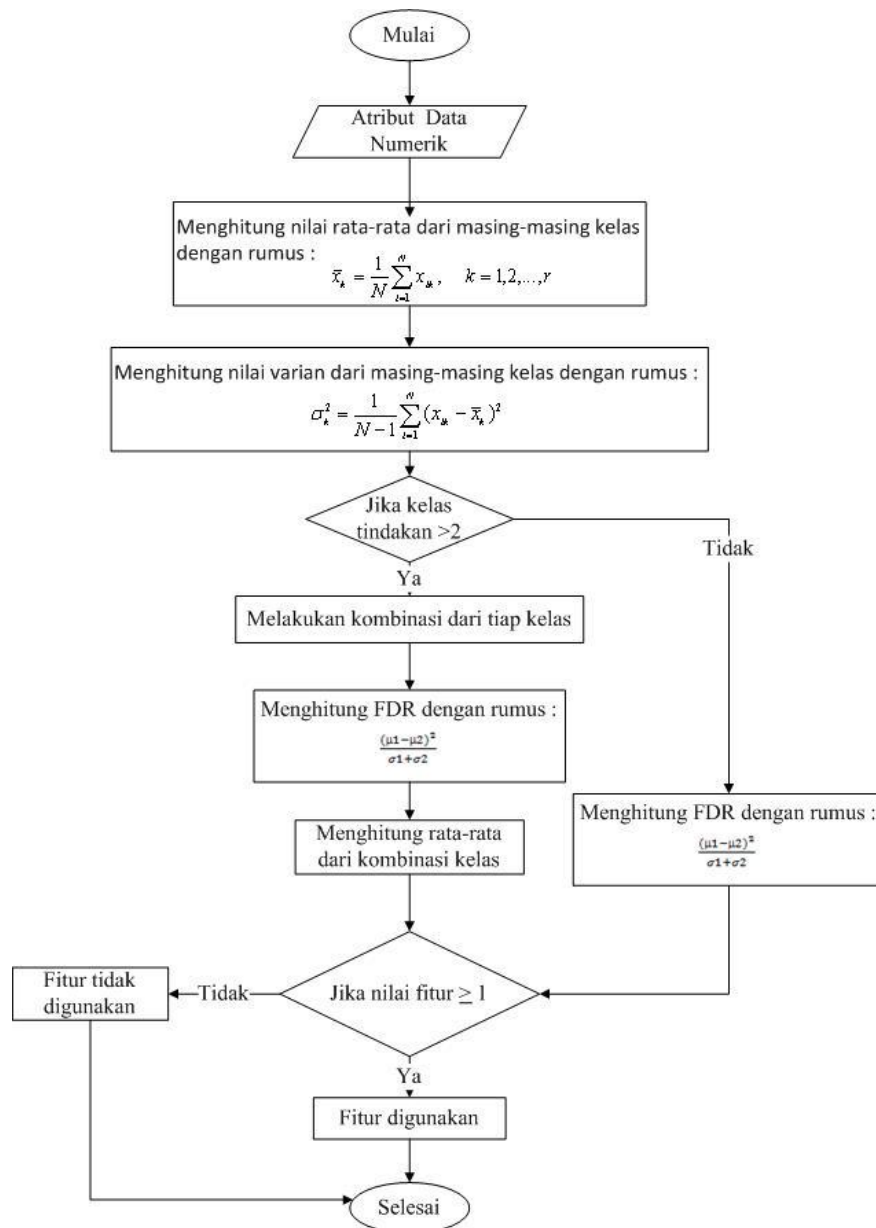 Mulai
Atribut Data
Numerik
Menghitung nilai rata-rata dari masing-masing kelas
dengan rumus :
x̄ₖ = 1/N ∑ᵢ₌₁ᴺ xᵢₖ, k = 1,2,...,r
Menghitung nilai varian dari masing-masing kelas dengan rumus :
σₖ² = 1/(N−1) ∑ᵢ₌₁ᴺ (xᵢₖ − x̄ₖ)²
Jika kelas
tindakan >2
Tidak
Ya
Melakukan kombinasi dari tiap kelas
Menghitung FDR dengan rumus :
(μ1−μ2)²/(σ1+σ2)
Menghitung FDR dengan rumus :
(μ1−μ2)²/(σ1+σ2)
Menghitung rata-rata
dari kombinasi kelas
Fitur tidak
digunakan
Tidak
Jika nilai fitur ≥ 1
Ya
Fitur digunakan
Selesai